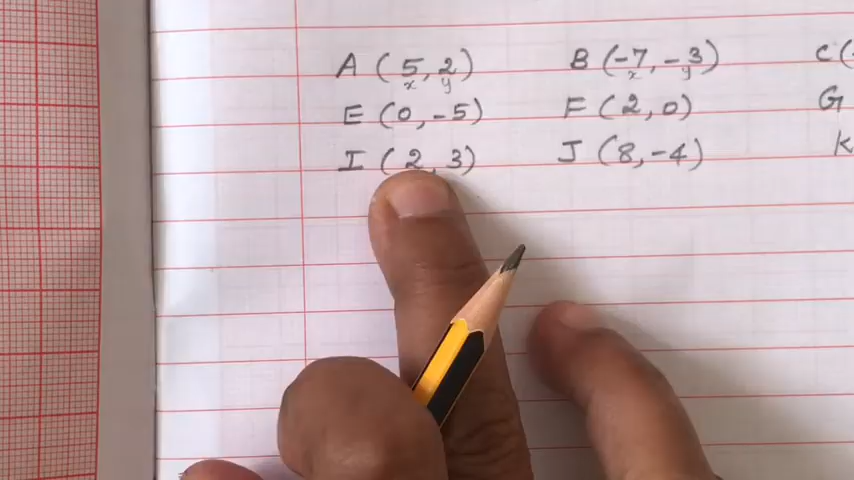 A (5, 2) B (-7, -3) C (
x y x y
E (0, -5) F (2, 0) G
I (2, 3) J (8, -4) K